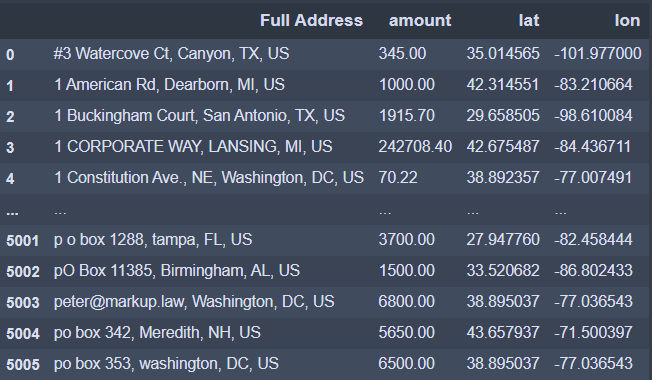 Full Address amount lat lon
0 #3 Watercove Ct, Canyon, TX, US 345.00 35.014565 -101.977000
1 1 American Rd, Dearborn, MI, US 1000.00 42.314551 -83.210664
2 1 Buckingham Court, San Antonio, TX, US 1915.70 29.658505 -98.610084
3 1 CORPORATE WAY, LANSING, MI, US 242708.40 42.675487 -84.436711
4 1 Constitution Ave., NE, Washington, DC, US 70.22 38.892357 -77.007491
... ... ... ... ...
5001 p o box 1288, tampa, FL, US 3700.00 27.947760 -82.458444
5002 pO Box 11385, Birmingham, AL, US 1500.00 33.520682 -86.802433
5003 peter@markup.law, Washington, DC, US 6800.00 38.895037 -77.036543
5004 po box 342, Meredith, NH, US 5650.00 43.657937 -71.500397
5005 po box 353, washington, DC, US 6500.00 38.895037 -77.036543